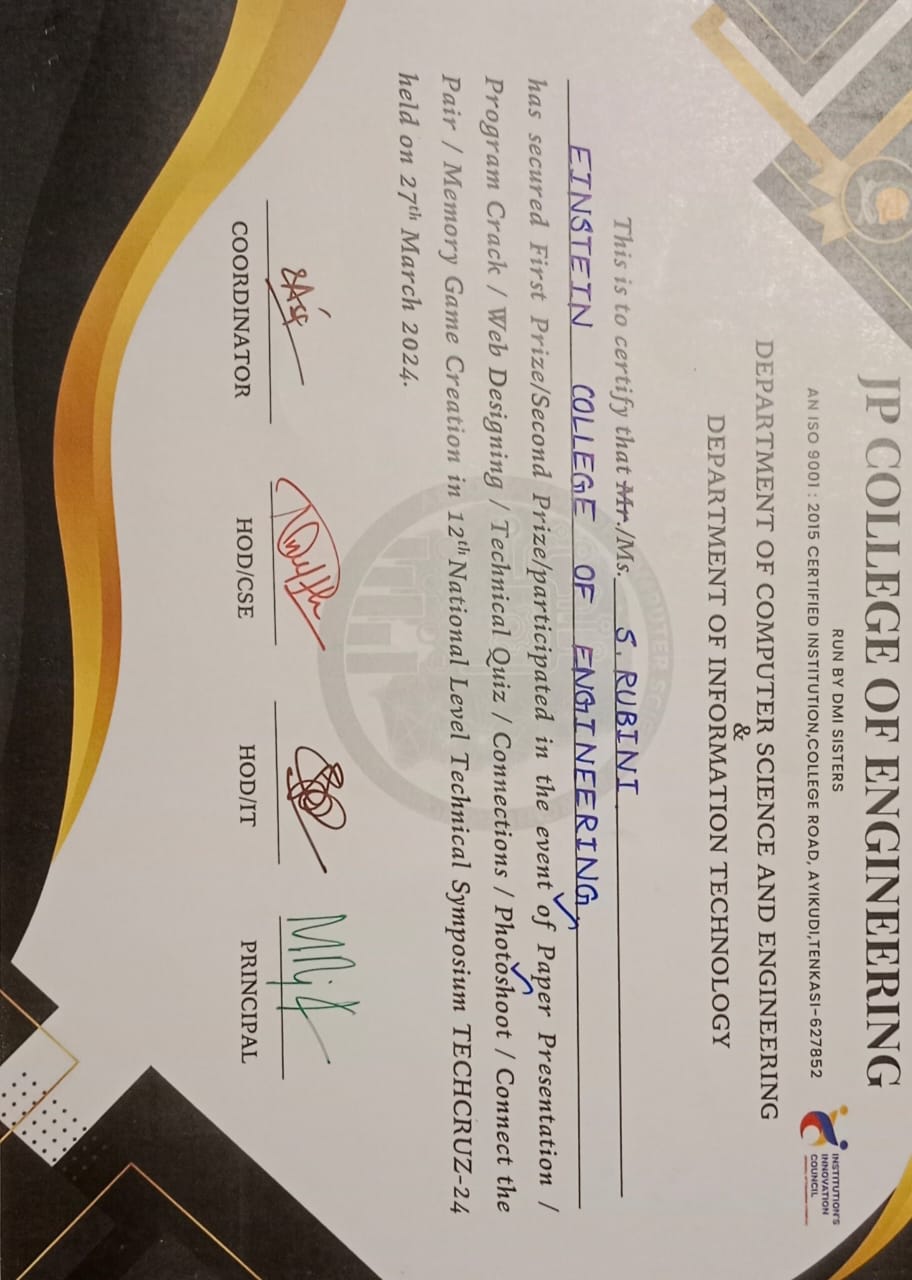 JP COLLEGE OF ENGINEERING
RUN BY DMI SISTERS
AN ISO 9001 : 2015 CERTIFIED INSTITUTION,COLLEGE ROAD, AYIKUDI,TENKASI-627852
INSTITUTION'S
INNOVATION
COUNCIL
DEPARTMENT OF COMPUTER SCIENCE AND ENGINEERING
&
DEPARTMENT OF INFORMATION TECHNOLOGY
This is to certify that Mr./Ms. S. RUBINI
EINSTEIN COLLEGE OF ENGINEERING
has secured First Prize/Second Prize/participated in the event of Paper Presentation /
Program Crack / Web Designing / Technical Quiz / Connections / Photoshoot / Connect the
Pair / Memory Game Creation in 12th National Level Technical Symposium TECHCRUZ-24
held on 27th March 2024.
COORDINATOR
HOD/CSE
HOD/IT
PRINCIPAL